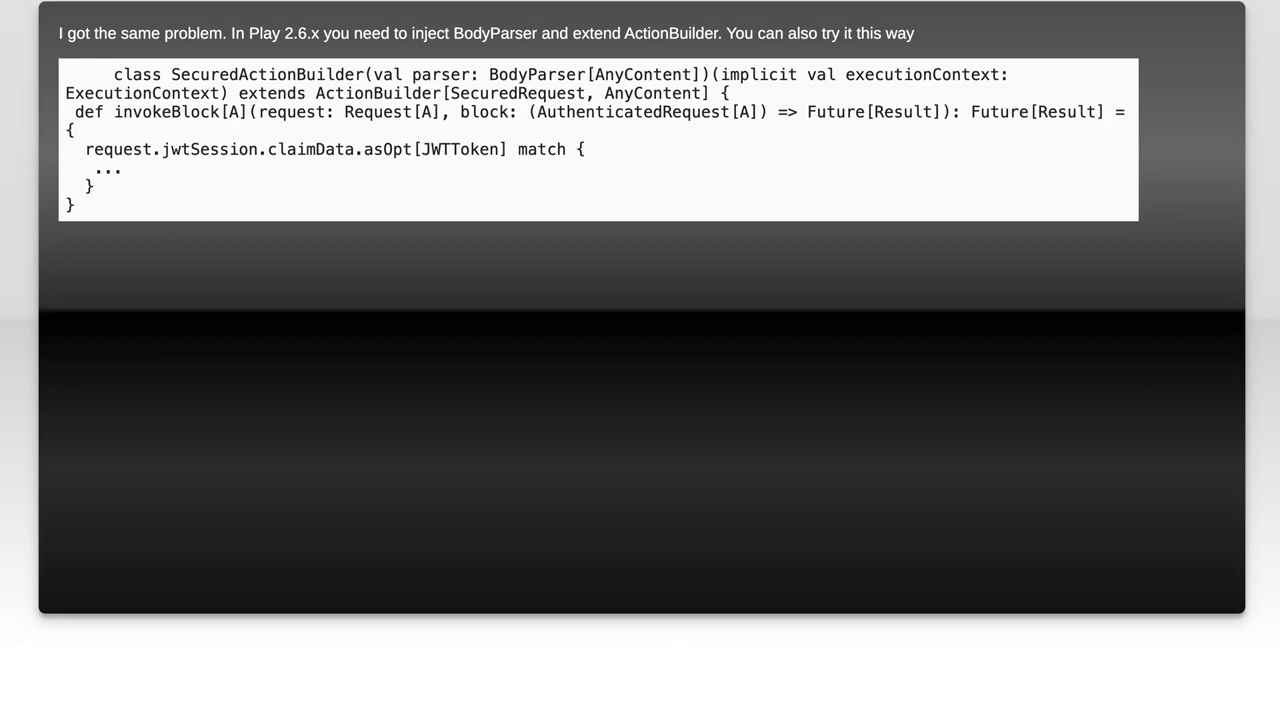 I got the same problem. In Play 2.6.x you need to inject BodyParser and extend ActionBuilder. You can also try it this way
class SecuredActionBuilder(val parser: BodyParser[AnyContent])(implicit val executionContext:
ExecutionContext) extends ActionBuilder[SecuredRequest, AnyContent] {
def invokeBlock[A](request: Request[A], block: (AuthenticatedRequest[A]) => Future[Result]): Future[Result] =
{
request.jwtSession.claimData.asOpt[JWTToken] match {
...
}
}